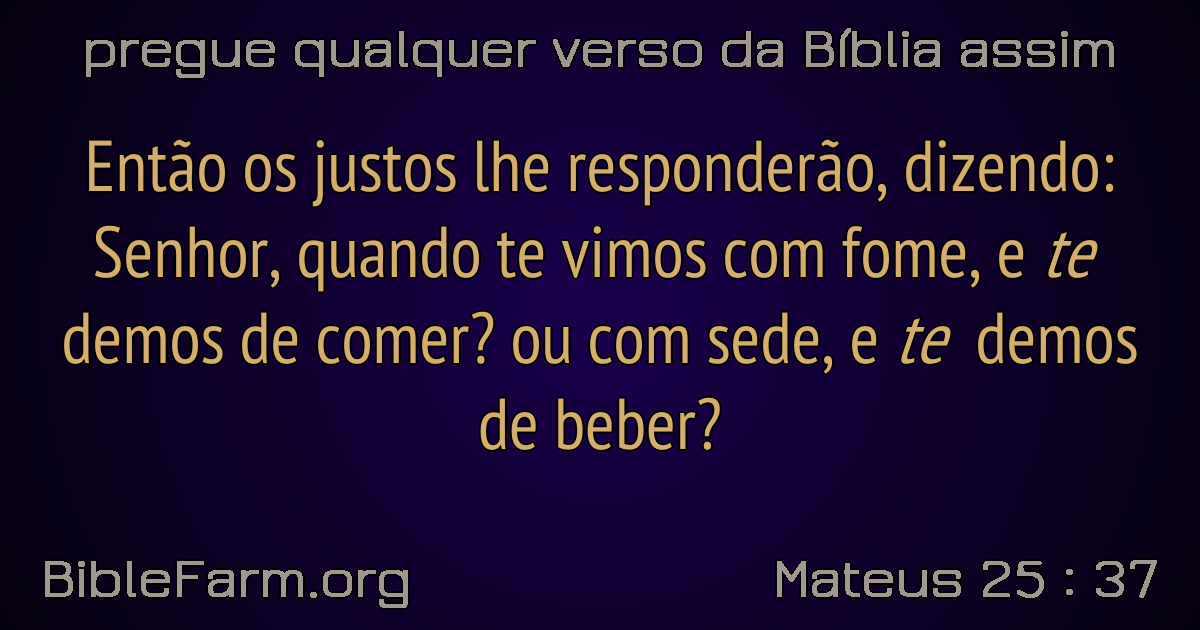 pregue qualquer verso da Bíblia assim
Então os justos lhe responderão, dizendo:
Senhor, quando te vimos com fome, e te
demos de comer? ou com sede, e te demos
de beber?
BibleFarm.org
Mateus 25 : 37